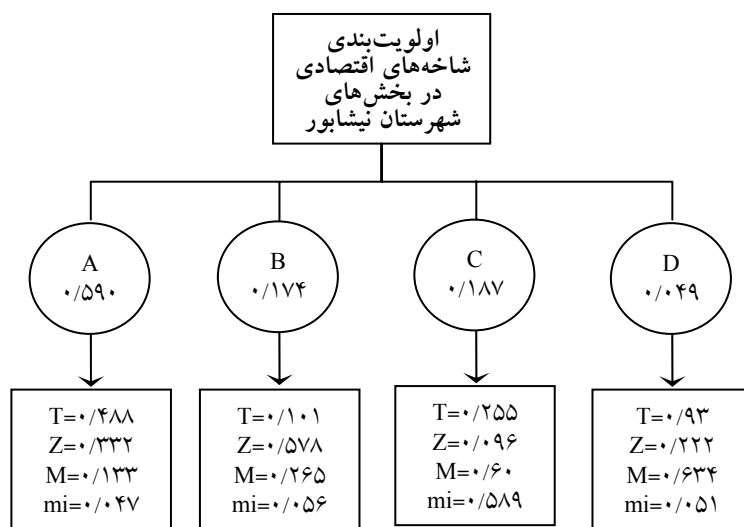 اولویت‌بندی
شاخه‌های اقتصادی
در بخش‌های
شهرستان نیشابور
A
۰/۵۹۰
B
۰/۱۷۴
C
۰/۱۸۷
D
۰/۰۴۹
T=۰/۴۸۸
Z=۰/۳۳۲
M=۰/۱۳۳
mi=۰/۰۴۷
T=۰/۱۰۱
Z=۰/۵۷۸
M=۰/۲۶۵
mi=۰/۰۵۶
T=۰/۲۵۵
Z=۰/۰۹۶
M=۰/۶۰
mi=۰/۵۸۹
T=۰/۹۳
Z=۰/۲۲۲
M=۰/۶۳۴
mi=۰/۰۵۱